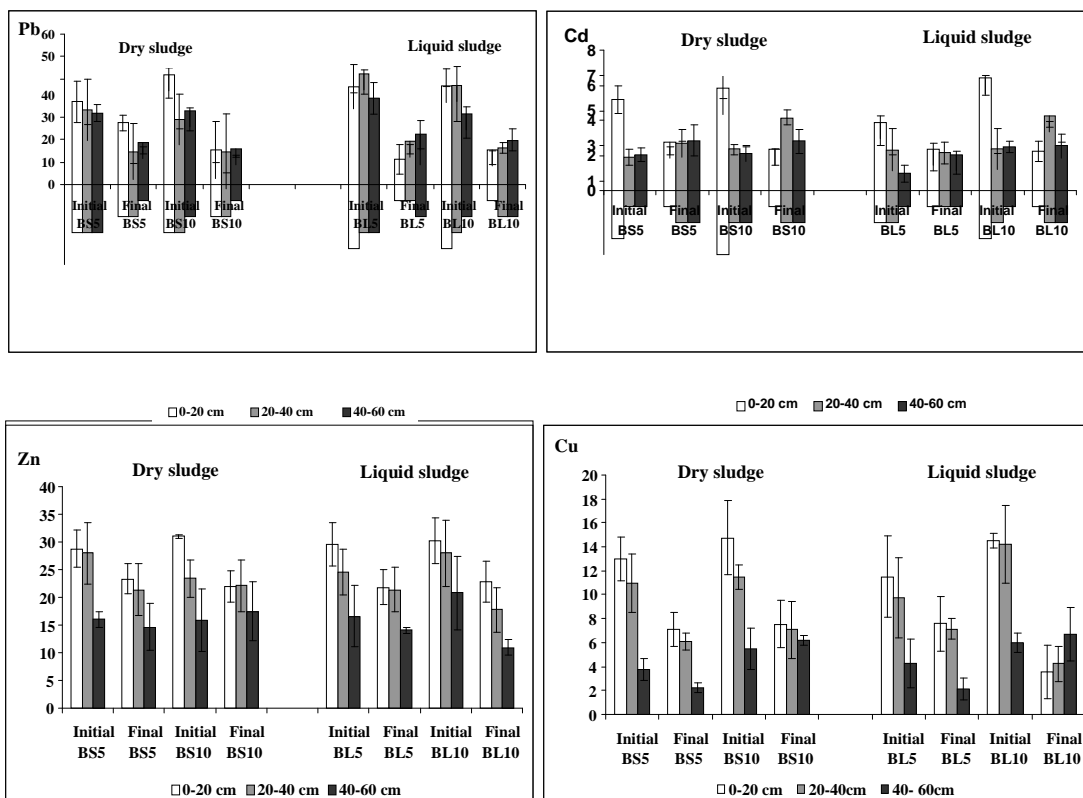 Pb
Dry sludge
Liquid sludge
60
50
40
30
20
10
0
Initial Final Initial Final Initial Final Initial Final
BS5 BS5 BS10 BS10 BL5 BL5 BL10 BL10
0-20 cm 20-40 cm 40-60 cm
Cd
Dry sludge
Liquid sludge
8
7
6
5
4
3
2
1
0
Initial Final Initial Final Initial Final Initial Final
BS5 BS5 BS10 BS10 BL5 BL5 BL10 BL10
0-20 cm 20-40 cm 40-60 cm
Zn
Dry sludge
Liquid sludge
40
35
30
25
20
15
10
5
0
Initial Final Initial Final Initial Final Initial Final
BS5 BS5 BS10 BS10 BL5 BL5 BL10 BL10
0-20 cm 20-40 cm 40-60 cm
Cu
Dry sludge
Liquid sludge
20
18
16
14
12
10
8
6
4
2
0
Initial Final Initial Final Initial Final Initial Final
BS5 BS5 BS10 BS10 BL5 BL5 BL10 BL10
0-20 cm 20-40cm 40- 60cm